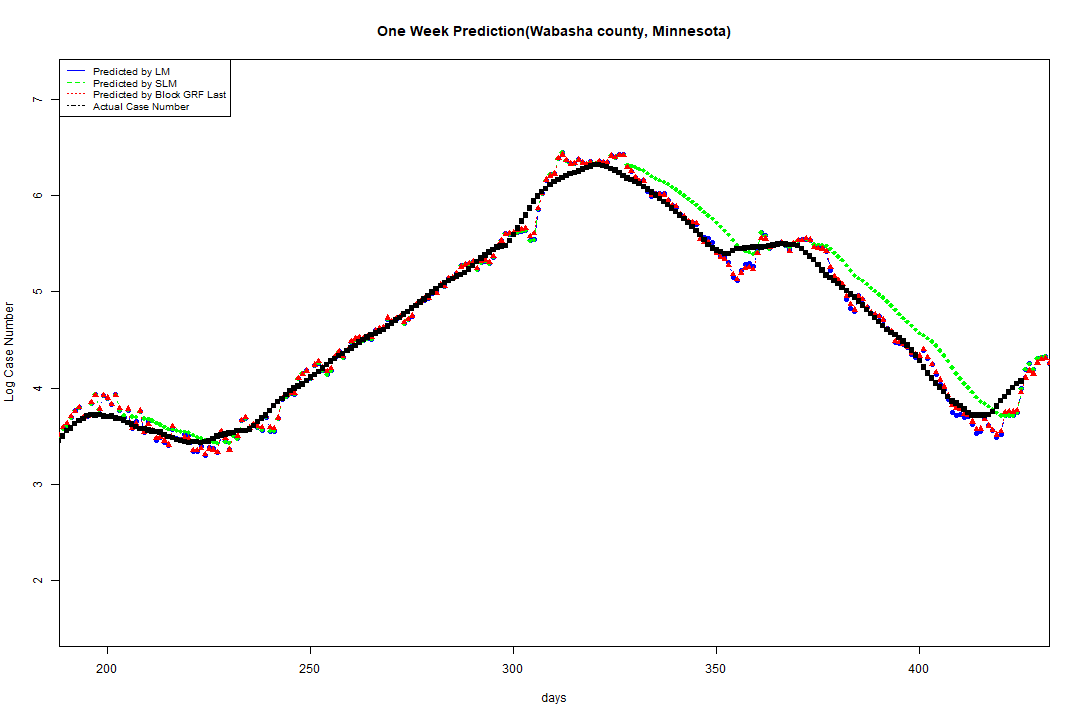 One Week Prediction(Wabasha county, Minnesota)
Predicted by LM
Predicted by SLM
Predicted by Block GRF Last
Actual Case Number
7
6
5
4
3
2
Log Case Number
200 250 300 350 400
days